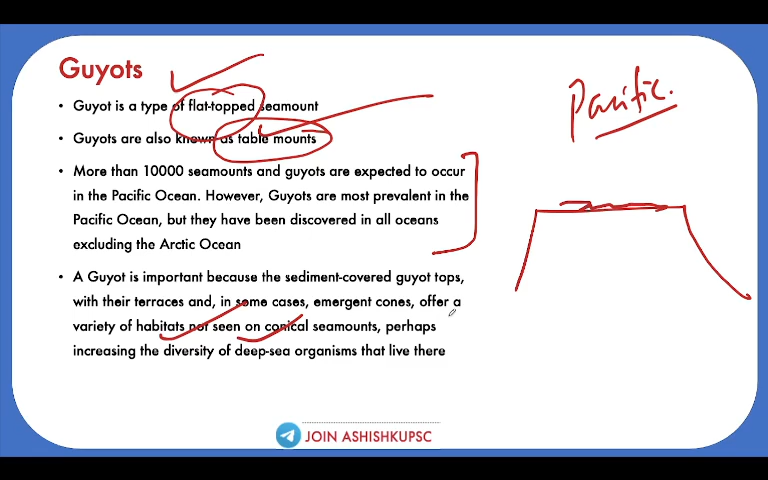 Guyots
• Guyot is a type of flat-topped seamount
Pacific.
• Guyots are also known as table mounts
• More than 10000 seamounts and guyots are expected to occur
in the Pacific Ocean. However, Guyots are most prevalent in the
Pacific Ocean, but they have been discovered in all oceans
excluding the Arctic Ocean
• A Guyot is important because the sediment-covered guyot tops,
with their terraces and, in some cases, emergent cones, offer a
variety of habitats not seen on conical seamounts, perhaps
increasing the diversity of deep-sea organisms that live there
JOIN ASHISHKUPSC